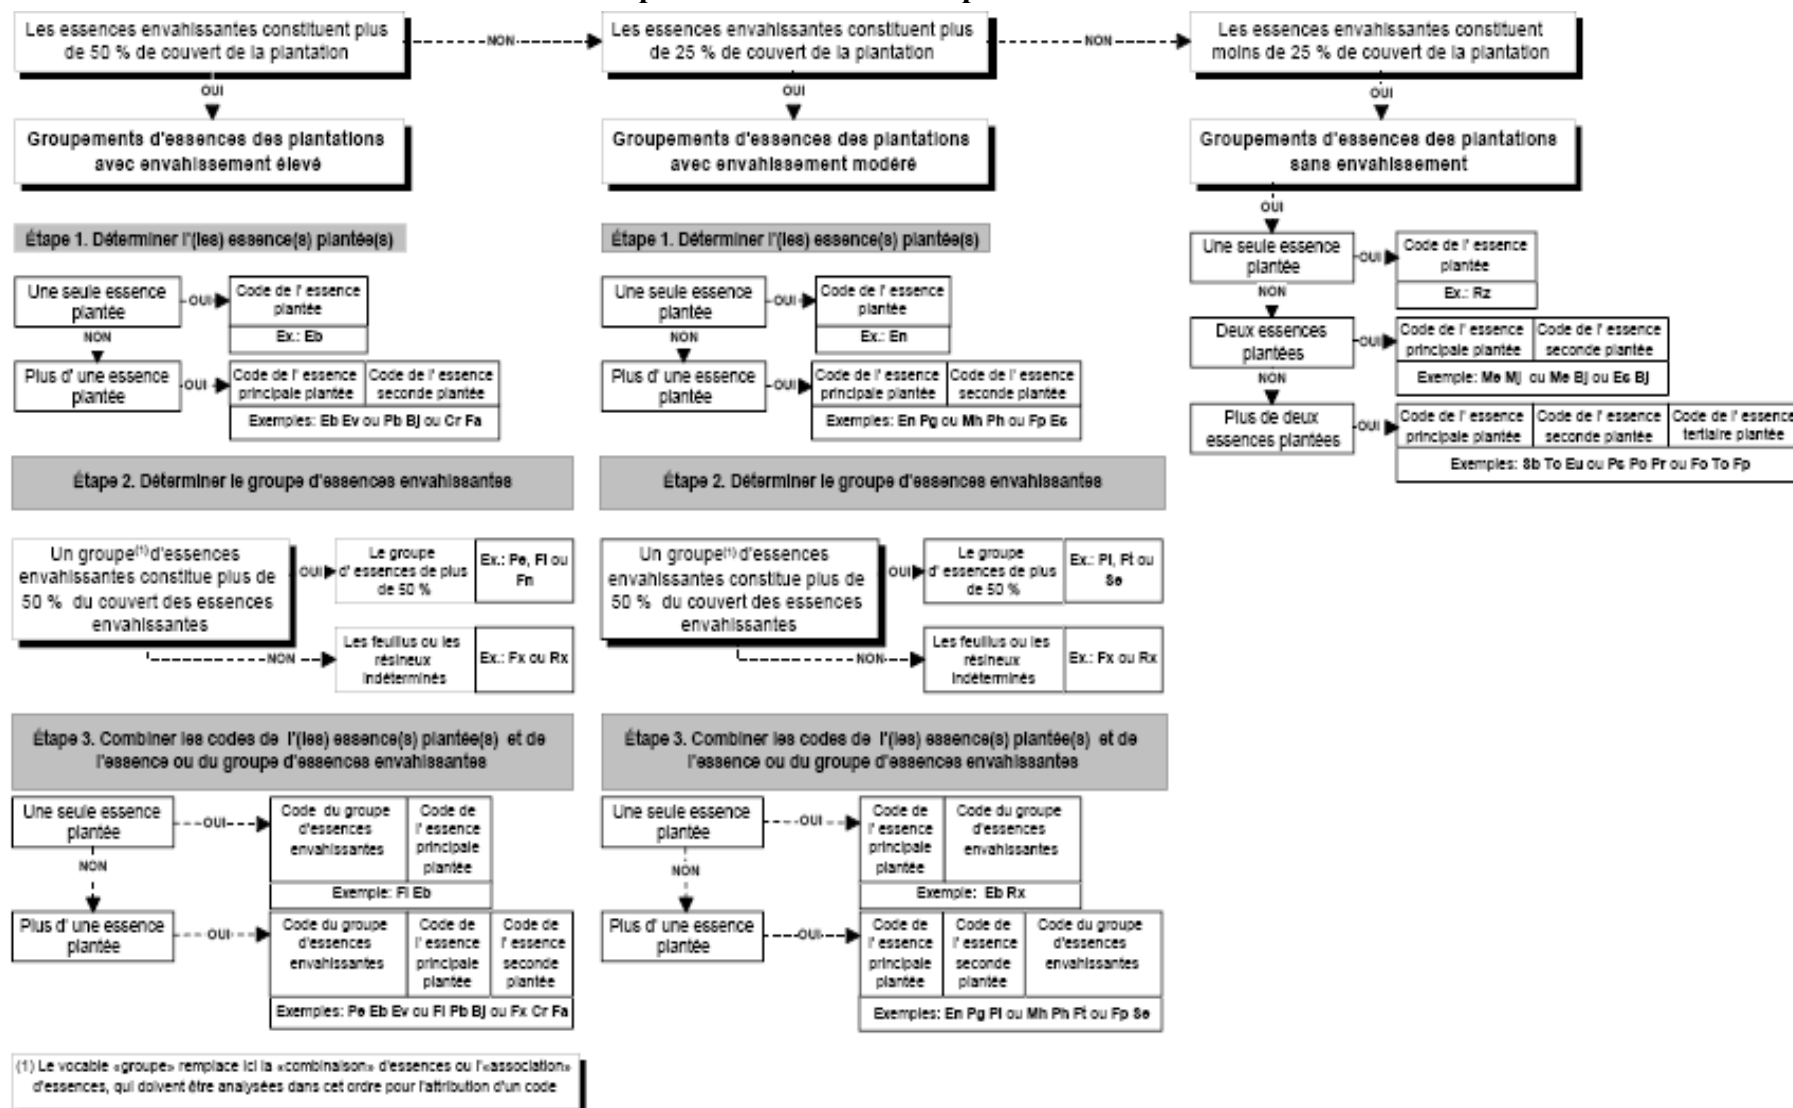 Les essences envahissantes constituent plus
de 50 % de couvert de la plantation
NON
Les essences envahissantes constituent plus
de 25 % de couvert de la plantation
NON
Les essences envahissantes constituent
moins de 25 % de couvert de la plantation
OUI
OUI
OUI
Groupements d'essences des plantations
avec envahissement élevé
Groupements d'essences des plantations
avec envahissement modéré
Groupements d'essences des plantations
sans envahissement
OUI
Une seule essence
plantée
OUI
Code de l' essence
plantée
Ex.: Rz
NON
Deux essences
plantées
OUI
Code de l' essence
principale plantée
Code de l' essence
seconde plantée
Exemple: Me Mj ou Me Bj ou Es Bj
NON
Plus de deux
essences plantées
OUI
Code de l' essence
principale plantée
Code de l' essence
seconde plantée
Code de l' essence
tertiaire plantée
Exemples: Sb To Eu ou Ps Po Pr ou Fo To Fp
Étape 1. Déterminer l'(les) essence(s) plantée(s)
Une seule essence
plantée
OUI
Code de l' essence
plantée
Ex.: Eb
NON
Plus d' une essence
plantée
OUI
Code de l' essence
principale plantée
Code de l' essence
seconde plantée
Exemples: Eb Ev ou Pb Bj ou Cr Fa
Étape 2. Déterminer le groupe d'essences envahissantes
Un groupe(1) d'essences
envahissantes constitue plus de
50 % du couvert des essences
envahissantes
OUI
Le groupe
d' essences de plus
de 50 %
Ex.: Pe, Fi ou
Fn
NON
Les feuillus ou les
résineux
indéterminés
Ex.: Fx ou Rx
Étape 3. Combiner les codes de l'(les) essence(s) plantée(s) et de
l'essence ou du groupe d'essences envahissantes
Une seule essence
plantée
OUI
Code du groupe
d'essences
envahissantes
Code de
l' essence
principale
plantée
Exemple: Fi Eb
NON
Plus d' une essence
plantée
OUI
Code du groupe
d'essences
envahissantes
Code de
l' essence
principale
plantée
Code de
l' essence
seconde
plantée
Exemples: Pe Eb Ev ou Fi Pb Bj ou Fx Cr Fa
(1) Le vocable «groupe» remplace ici la «combinaison» d'essences ou l'«association»
d'essences, qui doivent être analysées dans cet ordre pour l'attribution d'un code
Étape 1. Déterminer l'(les) essence(s) plantée(s)
Une seule essence
plantée
OUI
Code de l' essence
plantée
Ex.: En
NON
Plus d' une essence
plantée
OUI
Code de l' essence
principale plantée
Code de l' essence
seconde plantée
Exemples: En Pg ou Mh Ph ou Fp Es
Étape 2. Déterminer le groupe d'essences envahissantes
Un groupe(1) d'essences
envahissantes constitue plus de
50 % du couvert des essences
envahissantes
OUI
Le groupe
d' essences de plus
de 50 %
Ex.: Pi, Ft ou
Se
NON
Les feuillus ou les
résineux
indéterminés
Ex.: Fx ou Rx
Étape 3. Combiner les codes de l'(les) essence(s) plantée(s) et de
l'essence ou du groupe d'essences envahissantes
Une seule essence
plantée
OUI
Code de
l' essence
principale
plantée
Code du groupe
d'essences
envahissantes
Exemple: Eb Rx
NON
Plus d' une essence
plantée
OUI
Code de
l' essence
principale
plantée
Code de
l' essence
seconde
plantée
Code du groupe
d'essences
envahissantes
Exemples: En Pg Pi ou Mh Ph Ft ou Fp Se